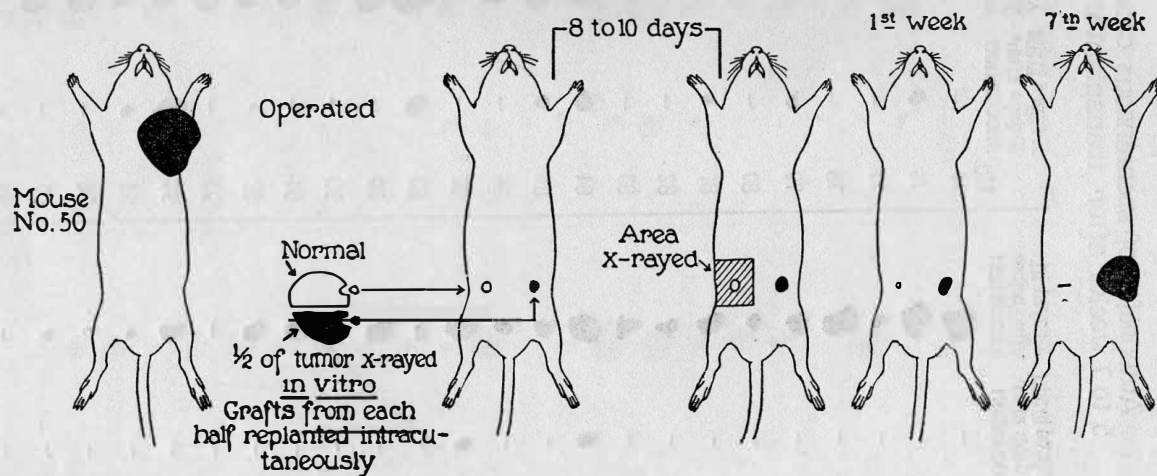 Mouse
No. 50
Operated
Normal
½ of tumor x-rayed
in vitro
Grafts from each
half replanted intracu-
taneously
8 to 10 days
Area
x-rayed
1st week
7th week